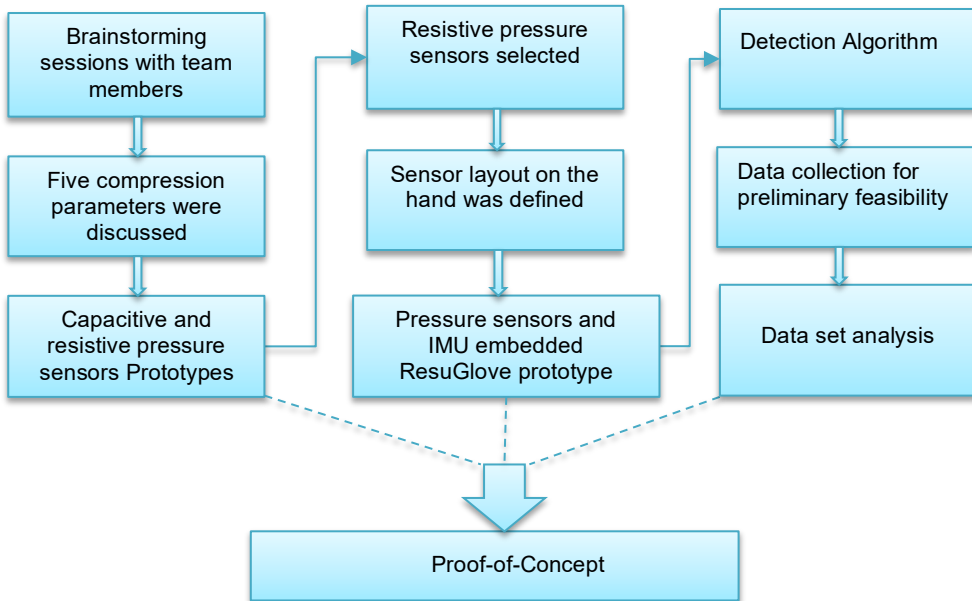 Brainstorming
sessions with team
members
Five compression
parameters were
discussed
Capacitive and
resistive pressure
sensors Prototypes
Resistive pressure
sensors selected
Sensor layout on the
hand was defined
Pressure sensors and
IMU embedded
ResuGlove prototype
Detection Algorithm
Data collection for
preliminary feasibility
Data set analysis
Proof-of-Concept